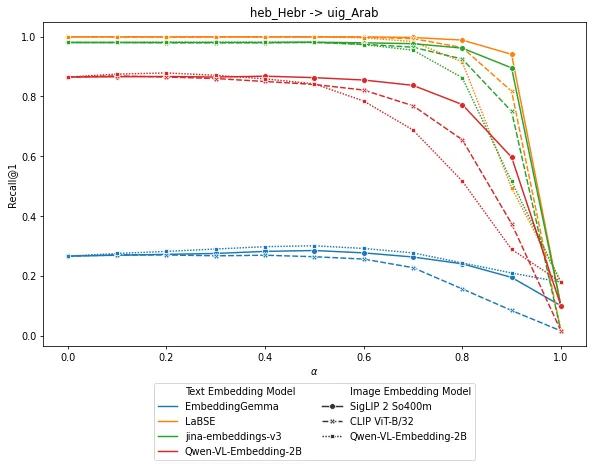 heb_Hebr -> uig_Arab
Recall@1
1.0
0.8
0.6
0.4
0.2
0.0
0.0 0.2 0.4 0.6 0.8 1.0
α
Text Embedding Model
EmbeddingGemma
LaBSE
jina-embeddings-v3
Qwen-VL-Embedding-2B
Image Embedding Model
SigLIP 2 So400m
CLIP ViT-B/32
Qwen-VL-Embedding-2B